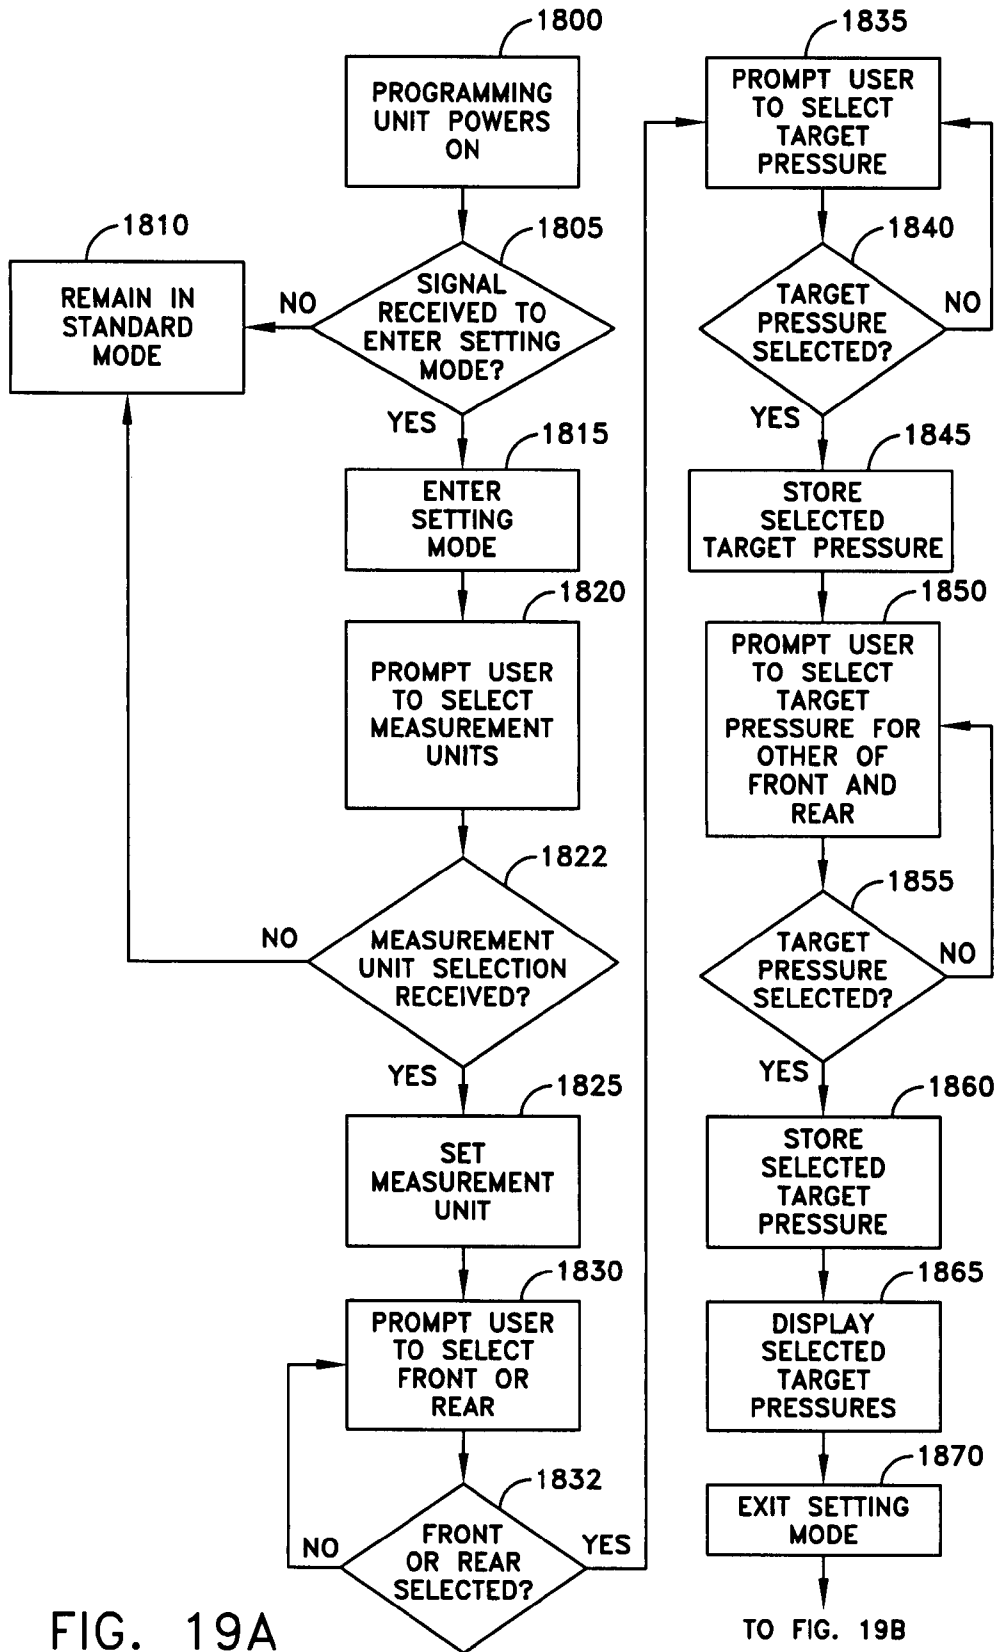 1800
PROGRAMMING
UNIT POWERS
ON
1805
SIGNAL
RECEIVED TO
ENTER SETTING
MODE?
NO
1810
REMAIN IN
STANDARD
MODE
YES
1815
ENTER
SETTING
MODE
1820
PROMPT USER
TO SELECT
MEASUREMENT
UNITS
1822
MEASUREMENT
UNIT SELECTION
RECEIVED?
NO
YES
1825
SET
MEASUREMENT
UNIT
1830
PROMPT USER
TO SELECT
FRONT OR
REAR
1832
FRONT
OR REAR
SELECTED?
NO
YES
1835
PROMPT USER
TO SELECT
TARGET
PRESSURE
1840
TARGET
PRESSURE
SELECTED?
NO
YES
1845
STORE
SELECTED
TARGET PRESSURE
1850
PROMPT USER
TO SELECT
TARGET
PRESSURE FOR
OTHER OF
FRONT AND
REAR
1855
TARGET
PRESSURE
SELECTED?
NO
YES
1860
STORE
SELECTED
TARGET
PRESSURE
1865
DISPLAY
SELECTED
TARGET
PRESSURES
1870
EXIT SETTING
MODE
TO FIG. 19B
FIG. 19A